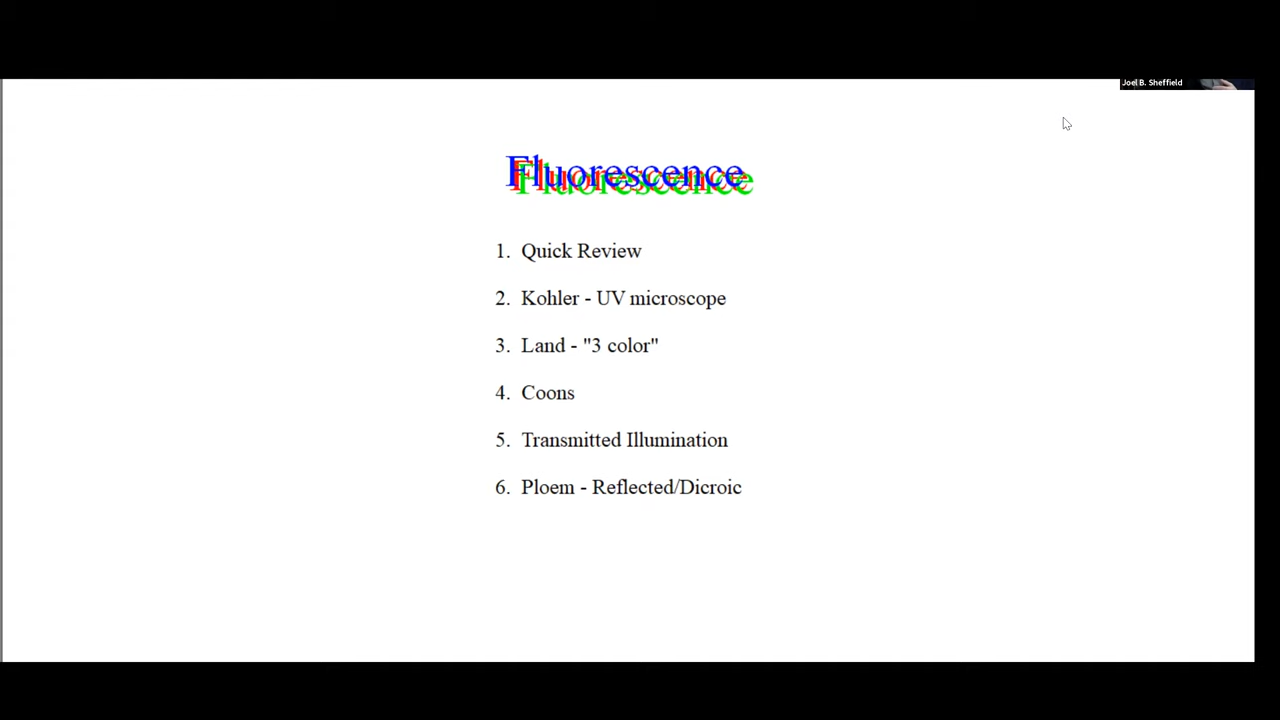 Joel B. Sheffield
Fluorescence
1. Quick Review
2. Kohler - UV microscope
3. Land - "3 color"
4. Coons
5. Transmitted Illumination
6. Ploem - Reflected/Dicroic